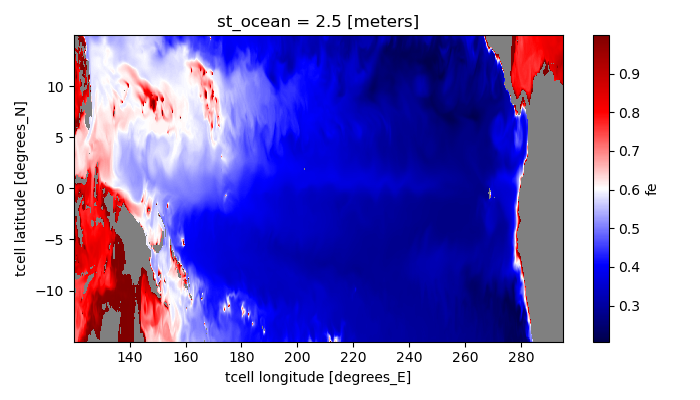 st_ocean = 2.5 [meters]
10
5
0
−5
−10
tcell latitude [degrees_N]
140 160 180 200 220 240 260 280
tcell longitude [degrees_E]
0.9
0.8
0.7
0.6
0.5
0.4
0.3
fe